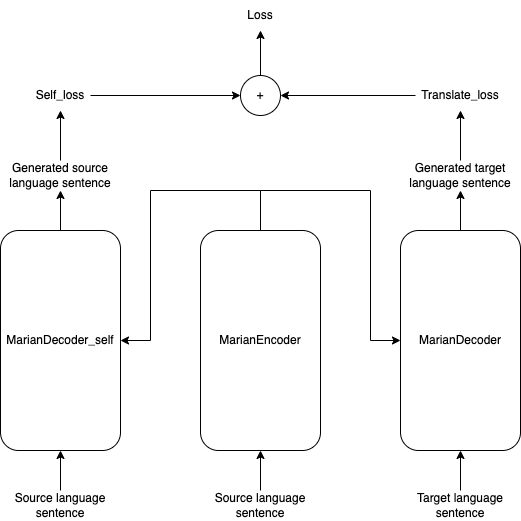 Loss
Self_loss
+
Translate_loss
Generated source
language sentence
Generated target
language sentence
MarianDecoder_self
MarianEncoder
MarianDecoder
Source language
sentence
Source language
sentence
Target language
sentence